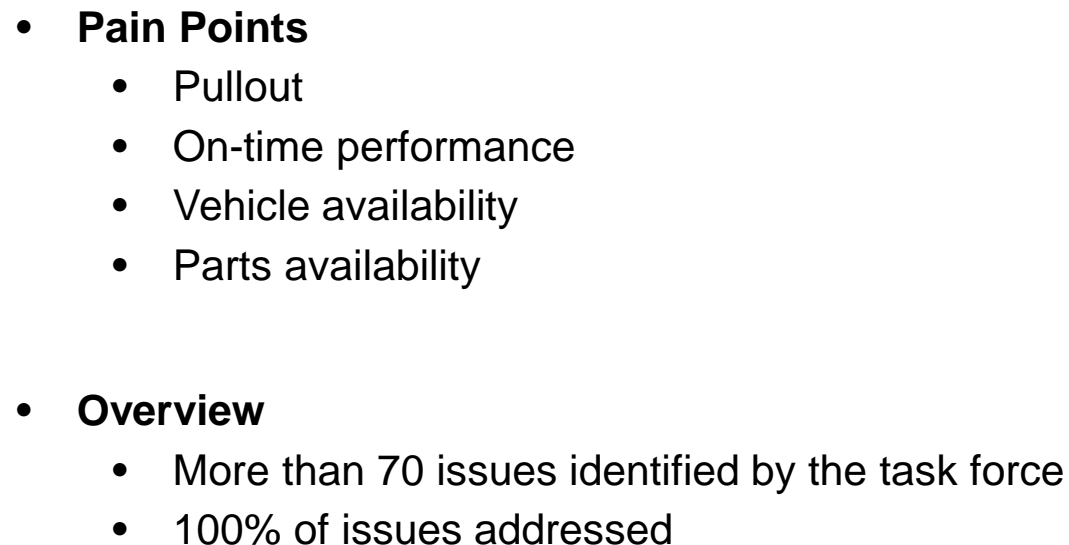 • Pain Points
• Pullout
• On-time performance
• Vehicle availability
• Parts availability
• Overview
• More than 70 issues identified by the task force
• 100% of issues addressed